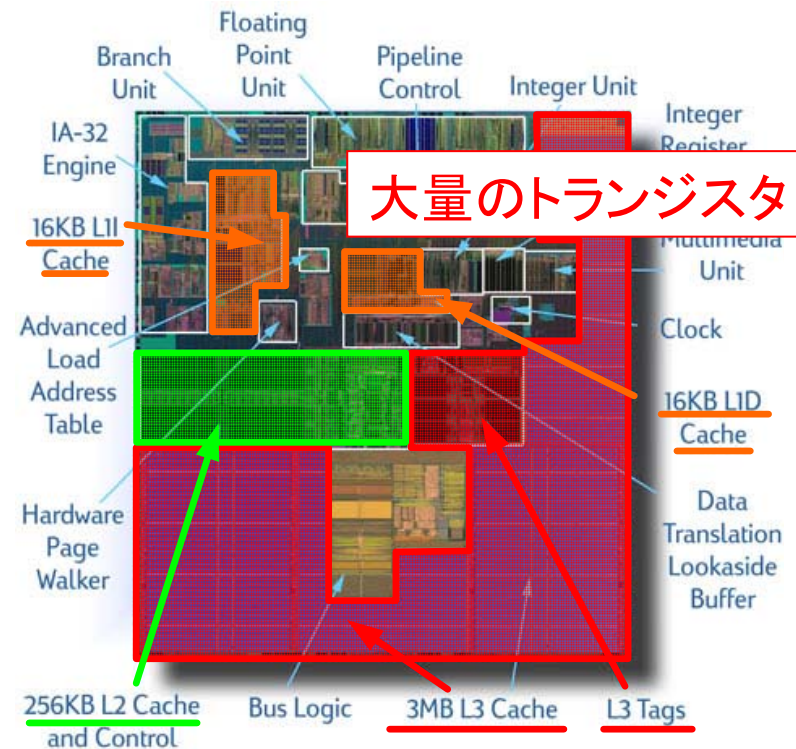 Floating
Point
Unit
Branch
Unit
Pipeline
Control
Integer Unit
IA-32
Engine
Integer
Register
大量のトランジスタ
16KB L1I
Cache
Multimedia
Unit
Advanced
Load
Address
Table
Clock
16KB L1D
Cache
Hardware
Page
Walker
Data
Translation
Lookaside
Buffer
256KB L2 Cache
and Control
Bus Logic
3MB L3 Cache
L3 Tags